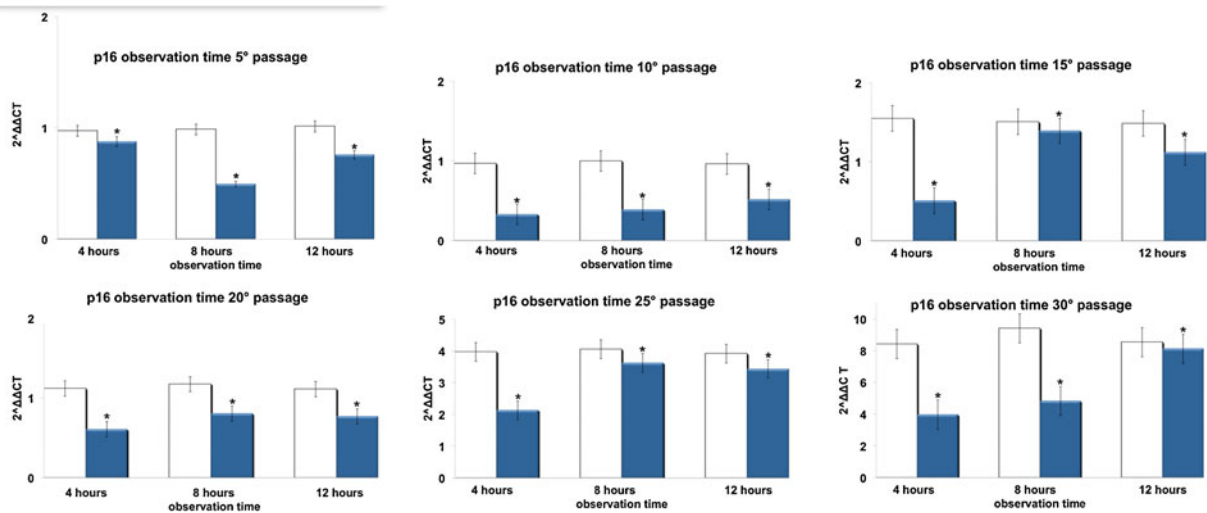 p16 observation time 5° passage
2^ΔΔCT
2
1
0
*
*
*
4 hours
8 hours
12 hours
observation time
p16 observation time 10° passage
2^ΔΔCT
2
1
0
*
*
*
4 hours
8 hours
12 hours
observation time
p16 observation time 15° passage
2^ΔΔCT
2
1
0
*
*
*
4 hours
8 hours
12 hours
observation time
p16 observation time 20° passage
2^ΔΔCT
2
1
0
*
*
*
4 hours
8 hours
12 hours
observation time
p16 observation time 25° passage
2^ΔΔCT
5
4
3
2
1
0
*
*
*
4 hours
8 hours
12 hours
observation time
p16 observation time 30° passage
2^ΔΔC T
10
8
6
4
2
0
*
*
*
4 hours
8 hours
12 hours
observation time